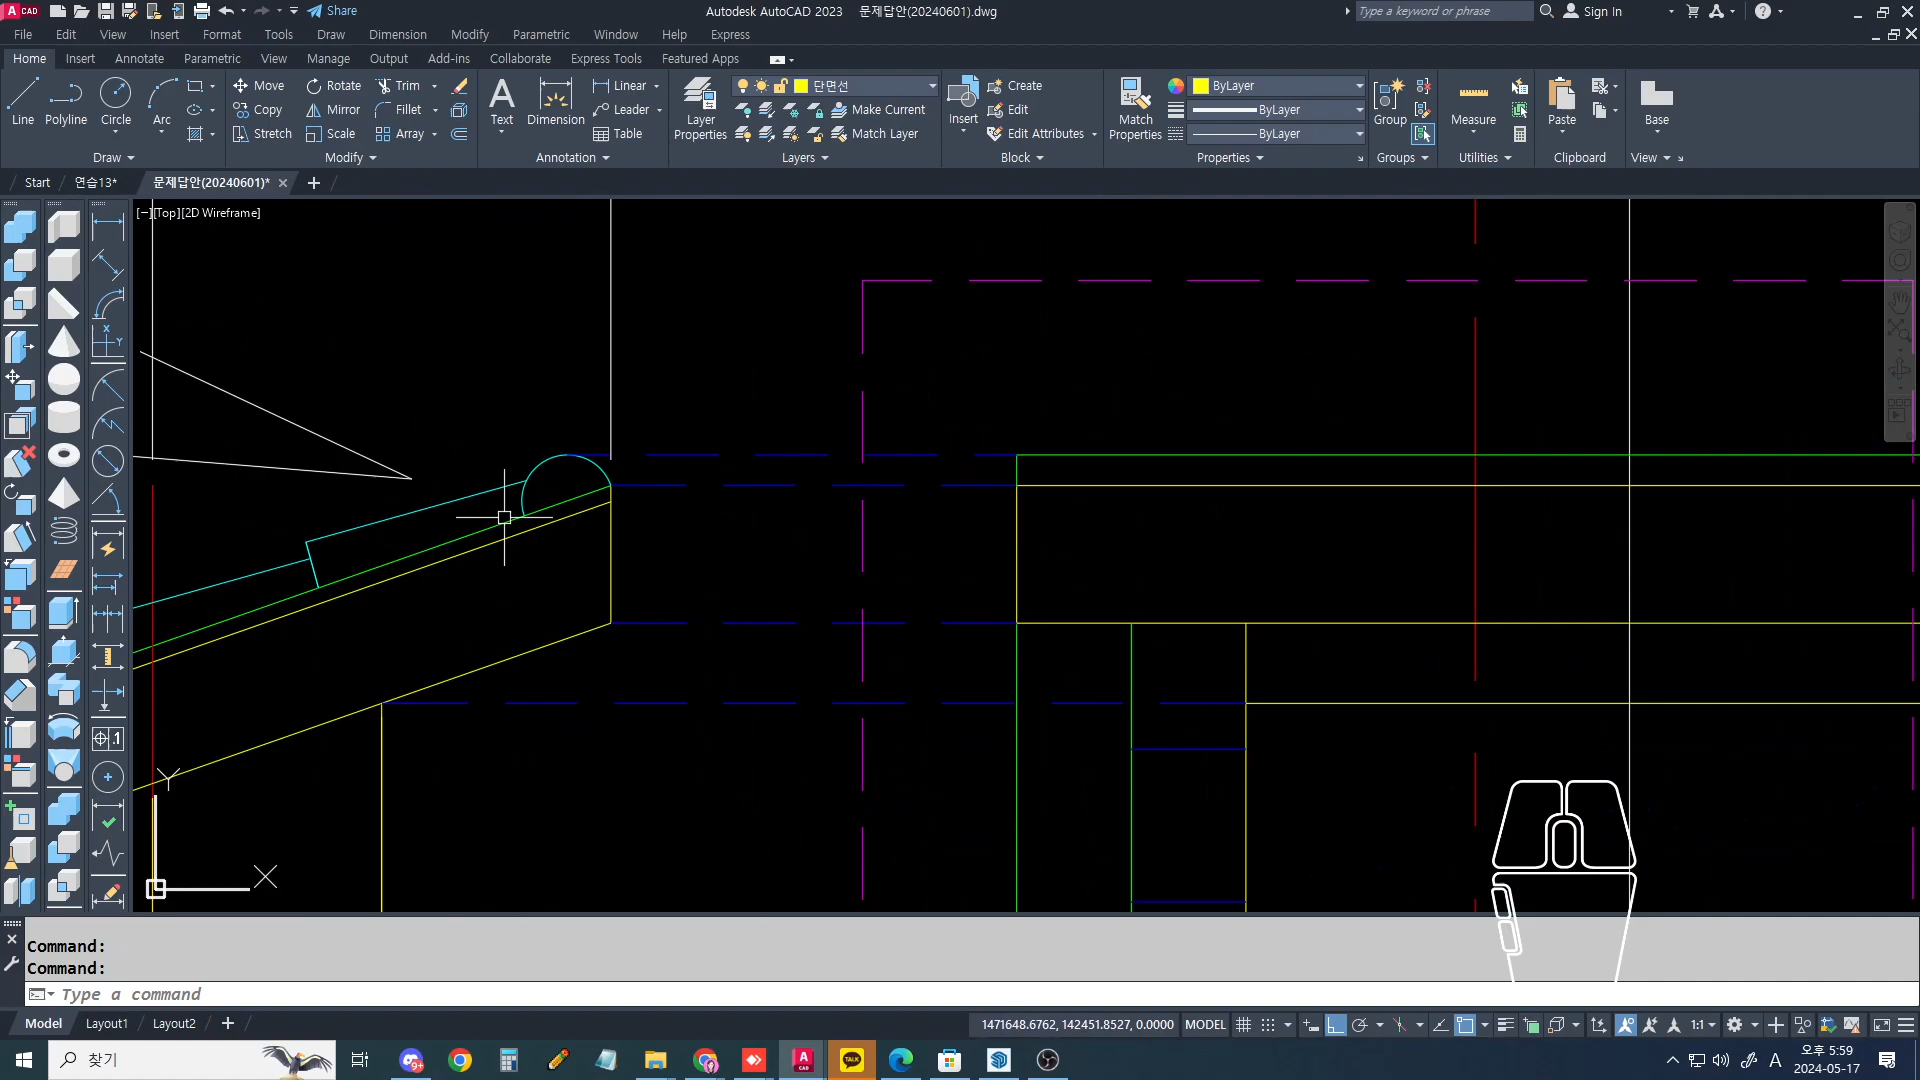 CAD
Share
Autodesk AutoCAD 2023 문제답안(20240601).dwg
Type a keyword or phrase
Sign In
File Edit View Insert Format Tools Draw Dimension Modify Parametric Window Help Express
Home Insert Annotate Parametric View Manage Output Add-ins Collaborate Express Tools Featured Apps
Line
Polyline
Circle
Arc
Draw
Move Rotate Trim
Copy Mirror Fillet
Stretch Scale Array
Modify
Text
Dimension
Linear
Leader
Table
Annotation
Layer
Properties
단면선
Make Current
Match Layer
Layers
Insert
Create
Edit
Edit Attributes
Block
Match
Properties
ByLayer
ByLayer
ByLayer
Properties
Group
Groups
Measure
Utilities
Paste
Clipboard
Base
View
Start 연습13* 문제답안(20240601)*
[−][Top][2D Wireframe]
Y
X
Command:
Command:
Type a command
Model Layout1 Layout2
1471648.6762, 142451.8527, 0.0000 MODEL 1:1
찾기
9+
CAD
TALK
A
오후 5:59
2024-05-17